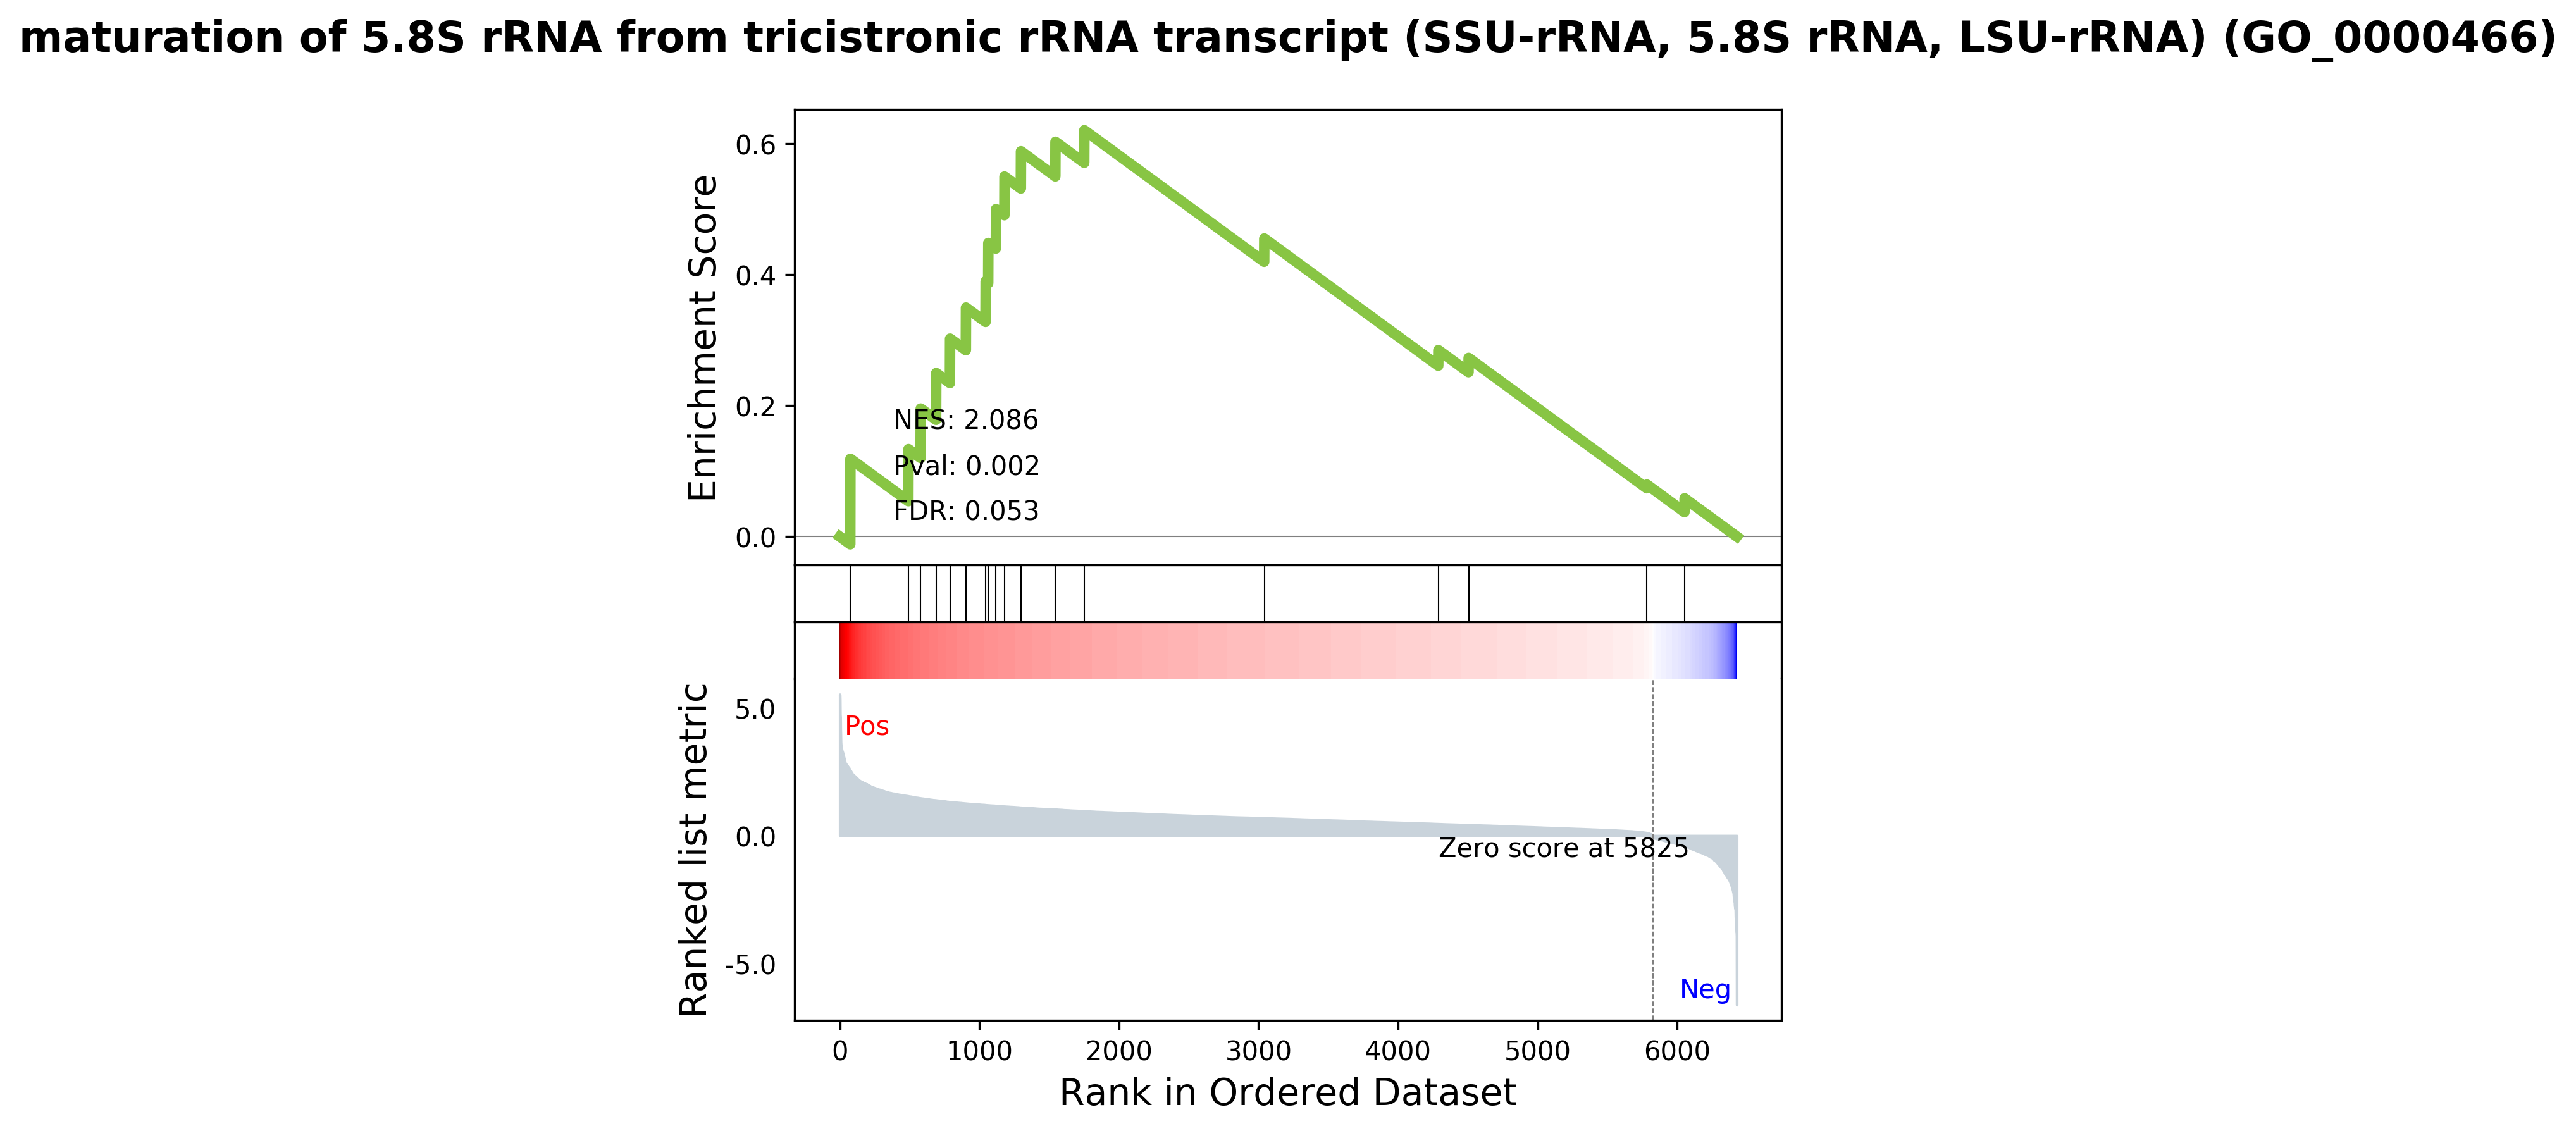 maturation of 5.8S rRNA from tricistronic rRNA transcript (SSU-rRNA, 5.8S rRNA, LSU-rRNA) (GO_0000466)
Enrichment Score
0.6
0.4
0.2
0.0
NES: 2.086
Pval: 0.002
FDR: 0.053
Ranked list metric
5.0
0.0
-5.0
Pos
Zero score at 5825
Neg
0 1000 2000 3000 4000 5000 6000
Rank in Ordered Dataset